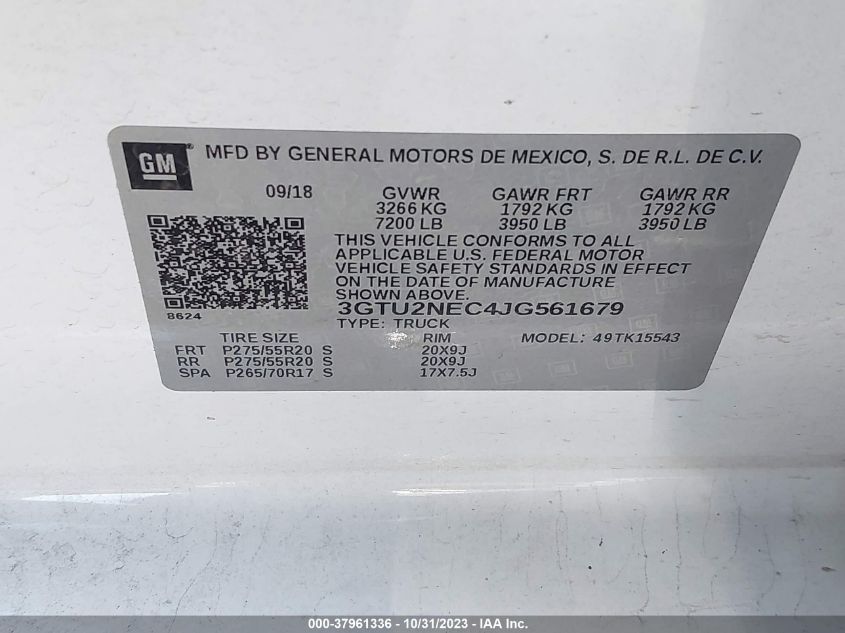 GM® MFD BY GENERAL MOTORS DE MEXICO, S. DE R.L. DE C.V.
09/18 GVWR GAWR FRT GAWR RR
3266 KG 1792 KG 1792 KG
7200 LB 3950 LB 3950 LB
THIS VEHICLE CONFORMS TO ALL
APPLICABLE U.S. FEDERAL MOTOR
VEHICLE SAFETY STANDARDS IN EFFECT
ON THE DATE OF MANUFACTURE
SHOWN ABOVE.
8624 3GTU2NEC4JG561679
TYPE: TRUCK
TIRE SIZE RIM MODEL: 49TK15543
FRT P275/55R20 S 20X9J
RR P275/55R20 S 20X9J
SPA P265/70R17 S 17X7.5J
000-37961336 - 10/31/2023 - IAA Inc.